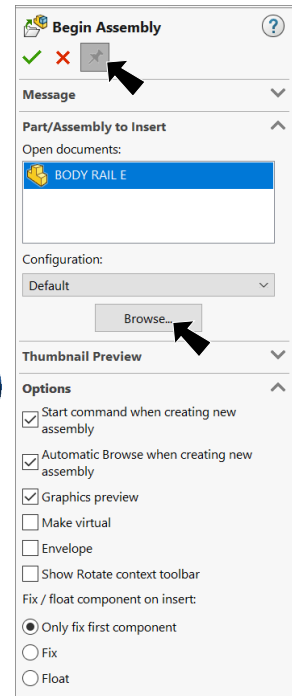 Begin Assembly
?
Message
Part/Assembly to Insert
Open documents:
BODY RAIL E
Configuration:
Default
Browse...
Thumbnail Preview
Options
Start command when creating new
assembly
Automatic Browse when creating new
assembly
Graphics preview
Make virtual
Envelope
Show Rotate context toolbar
Fix / float component on insert:
Only fix first component
Fix
Float